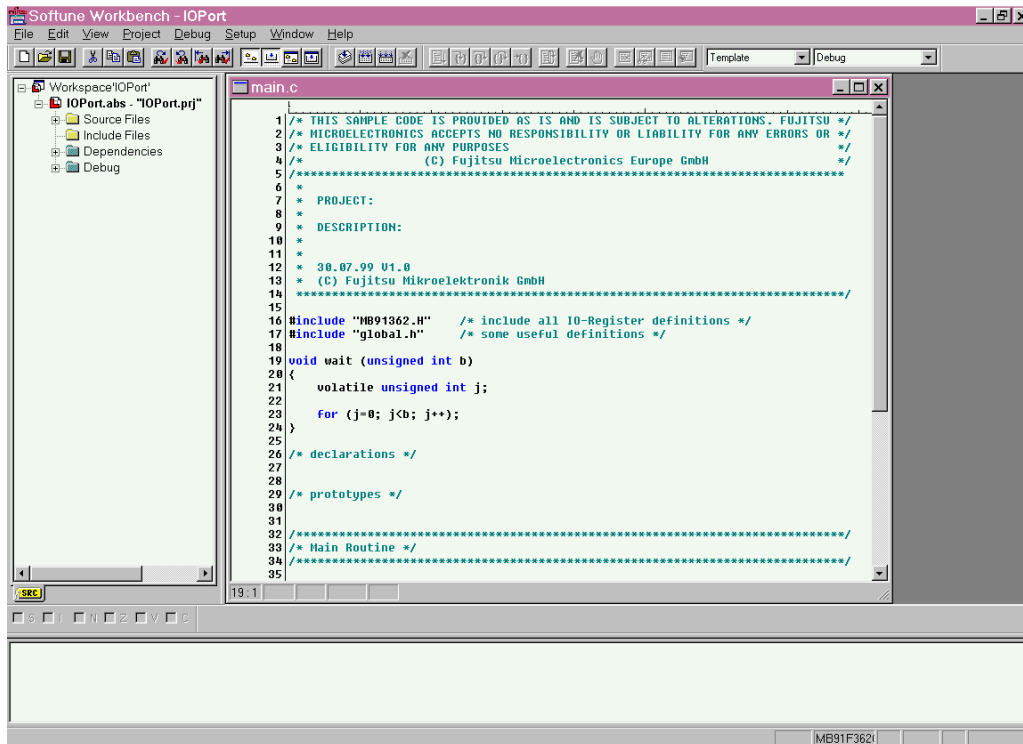 Softune Workbench - IOPort
File Edit View Project Debug Setup Window Help
Template Debug
Workspace'IOPort'
IOPort.abs - "IOPort.prj"
Source Files
Include Files
Dependencies
Debug
SRC
main.c
1 /* THIS SAMPLE CODE IS PROVIDED AS IS AND IS SUBJECT TO ALTERATIONS. FUJITSU */
2 /* MICROELECTRONICS ACCEPTS NO RESPONSIBILITY OR LIABILITY FOR ANY ERRORS OR */
3 /* ELIGIBILITY FOR ANY PURPOSES */
4 /* (C) Fujitsu Microelectronics Europe GmbH */
5 /*****************************************************************************
6 *
7 * PROJECT:
8 *
9 * DESCRIPTION:
10 *
11 *
12 * 30.07.99 V1.0
13 * (C) Fujitsu Mikroelektronik GmbH
14 *****************************************************************************/
15
16 #include "MB91362.H" /* include all IO-Register definitions */
17 #include "global.h" /* some useful definitions */
18
19 void wait (unsigned int b)
20 {
21 volatile unsigned int j;
22
23 for (j=0; j<b; j++);
24 }
25
26 /* declarations */
27
28
29 /* prototypes */
30
31
32 /*****************************************************************************/
33 /* Main Routine */
34 /*****************************************************************************/
35
19:1
S I N Z V C
MB91F362